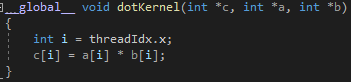 __global__ void dotKernel(int *c, int *a, int *b)
{
    int i = threadIdx.x;
    c[i] = a[i] * b[i];
}